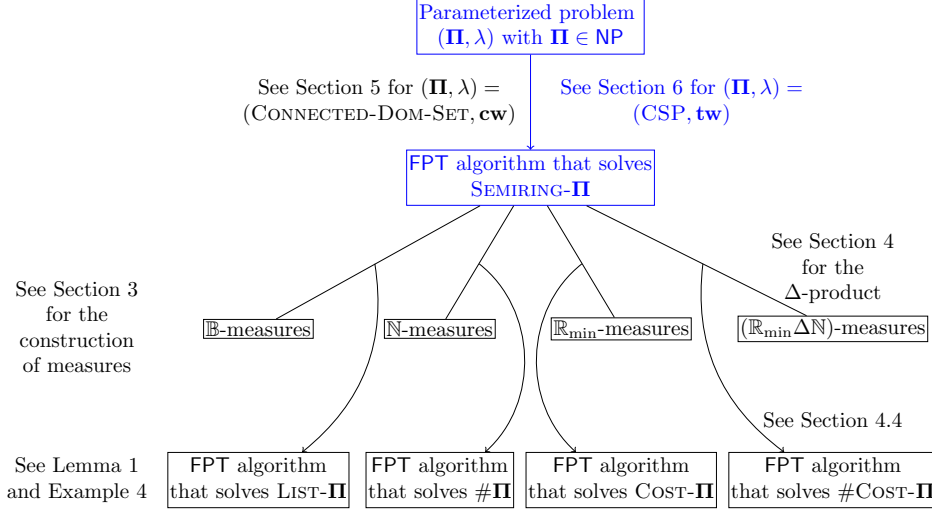 Parameterized problem
(Π, λ) with Π ∈ NP
See Section 5 for (Π, λ) =
(CONNECTED-DOM-SET, cw)
See Section 6 for (Π, λ) =
(CSP, tw)
FPT algorithm that solves
SEMIRING-Π
See Section 4
for the
Δ-product
See Section 3
for the
construction
of measures
𝔹-measures
ℕ-measures
ℝmin-measures
(ℝminΔℕ)-measures
See Section 4.4
See Lemma 1
and Example 4
FPT algorithm
that solves LIST-Π
FPT algorithm
that solves #Π
FPT algorithm
that solves COST-Π
FPT algorithm
that solves #COST-Π